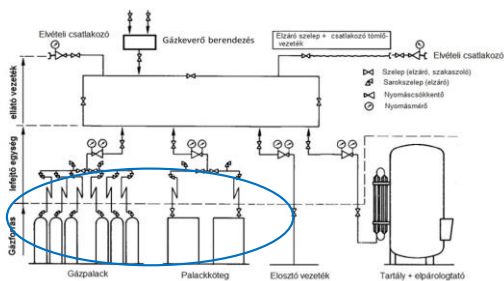 Elvételi csatlakozó
Gázkeverő berendezés
Elzáró szelep + csatlakozó tömlő-
vezeték
Elvételi csatlakozó
Szelep (elzáró, szakaszoló)
Sarokszelep (elzáró)
Nyomáscsökkentő
Nyomásmérő
ellátó vezeték
lefejtő egység
Gázforrás
Gázpalack
Palackköteg
Elosztó vezeték
Tartály + elpárologtató